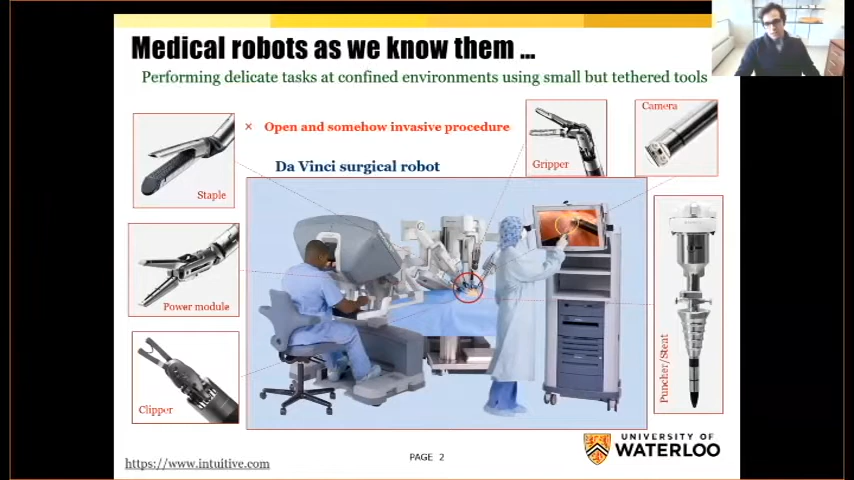 Medical robots as we know them ...
Performing delicate tasks at confined environments using small but tethered tools
× Open and somehow invasive procedure
Da Vinci surgical robot
Staple
Power module
Clipper
Gripper
Camera
Puncher/Steat
https://www.intuitive.com
PAGE 2
UNIVERSITY OF
WATERLOO